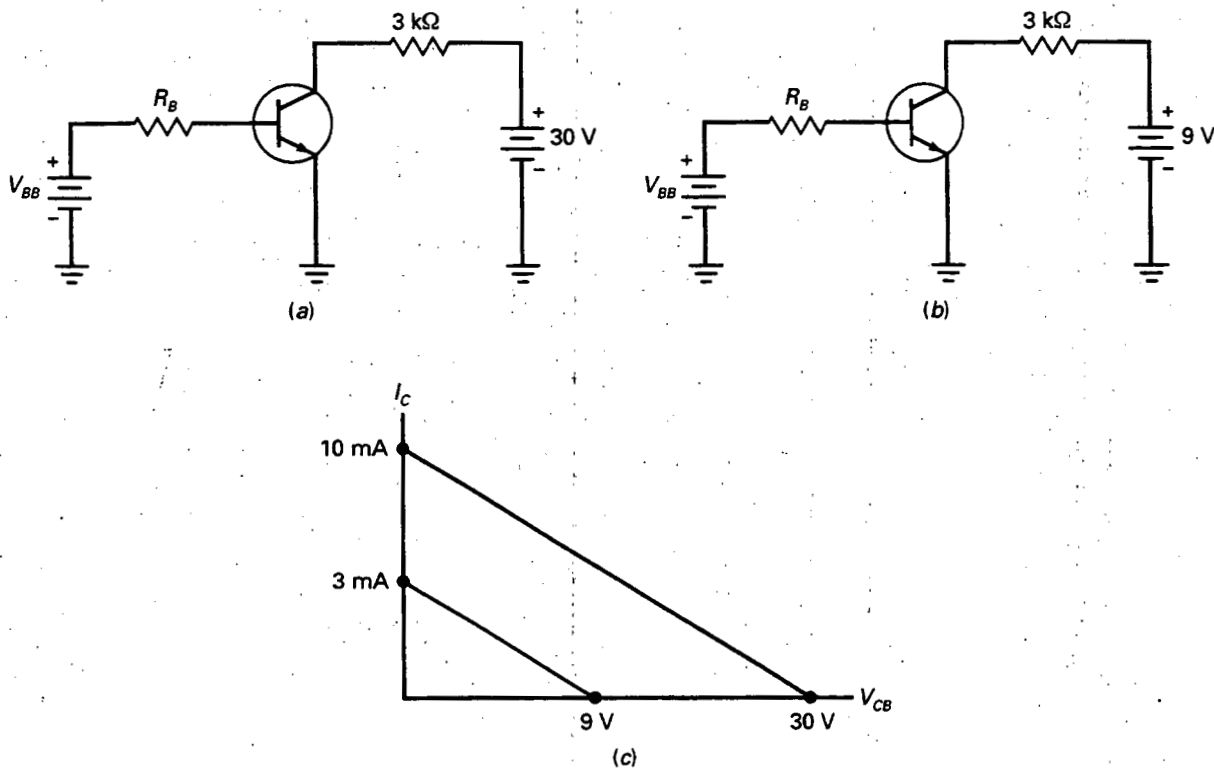 3 kΩ
R_B
+
30 V
+
V_BB
-
-
(a)
3 kΩ
R_B
+
9 V
+
V_BB
-
-
(b)
I_C
10 mA
3 mA
V_CB
9 V
30 V
(c)